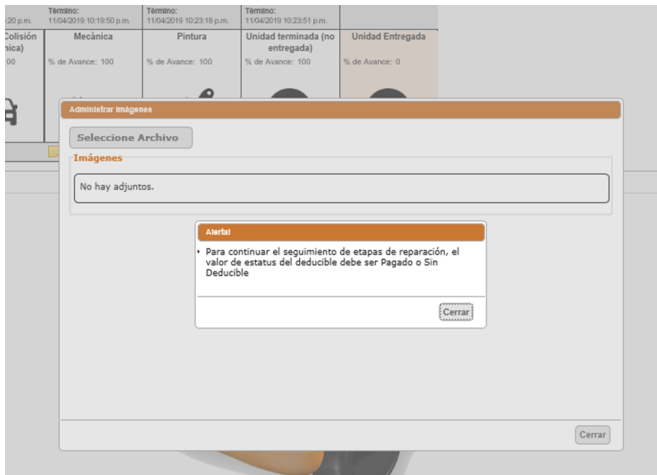 Término: Término: Término:
:20 p.m. 11/04/2019 10:19:50 p.m. 11/04/2019 10:23:18 p.m. 11/04/2019 10:23:51 p.m.
Colisión Mecánica Pintura Unidad terminada (no Unidad Entregada
nica) entregada)
00 % de Avance: 100 % de Avance: 100 % de Avance: 100 % de Avance: 0
Administrar Imágenes
Seleccione Archivo
Imágenes
No hay adjuntos.
Alerta!
Para continuar el seguimiento de etapas de reparación, el
valor de estatus del deducible debe ser Pagado o Sin
Deducible
Cerrar
Cerrar